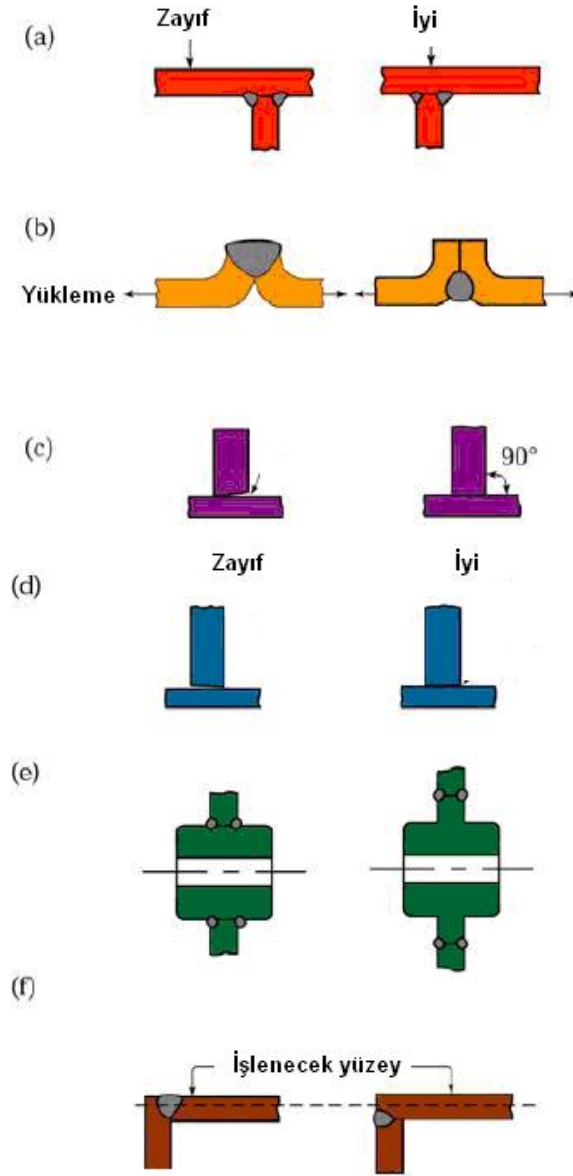 Zayıf İyi
(a)
(b)
Yükleme
(c)
90°
Zayıf İyi
(d)
(e)
(f)
İşlenecek yüzey